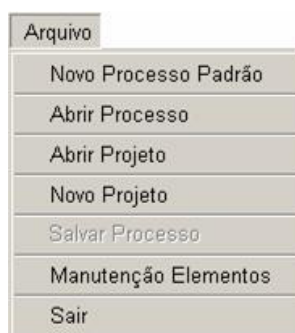 Arquivo
Novo Processo Padrão
Abrir Processo
Abrir Projeto
Novo Projeto
Salvar Processo
Manutenção Elementos
Sair